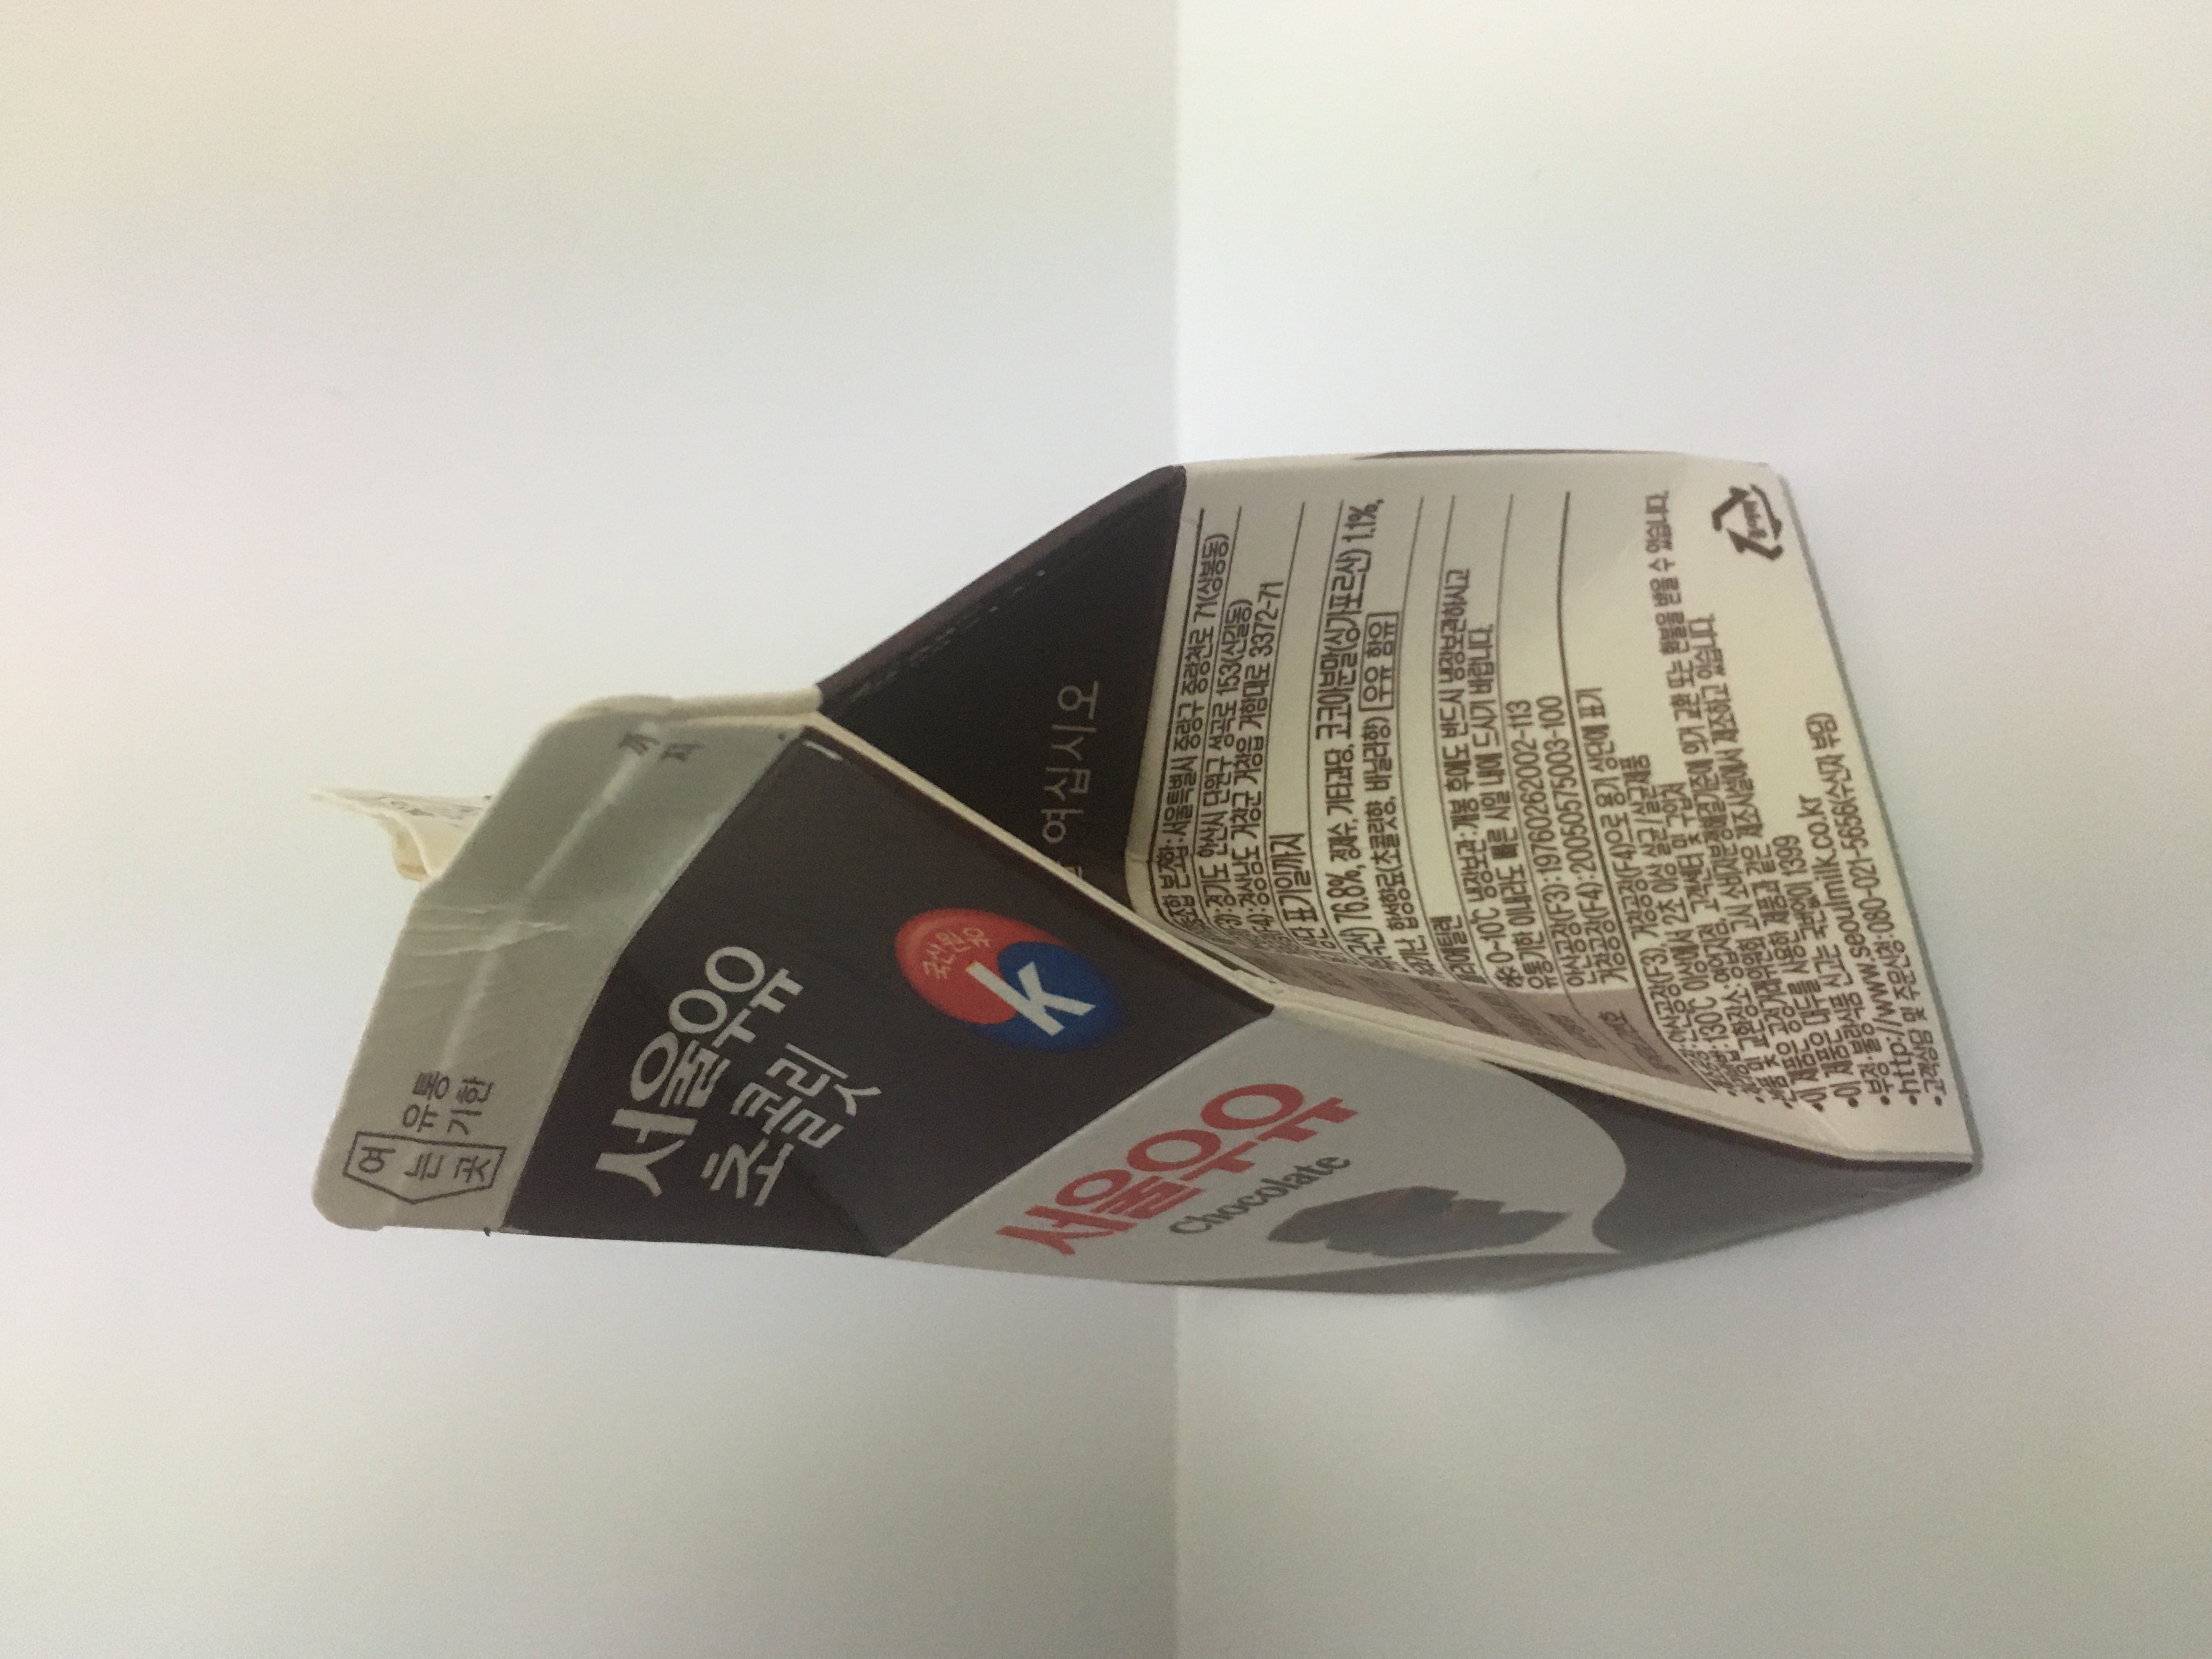 여는곳
유통
기한
까
지
서울우유
초콜릿
국산원유
K
서울우유
chocolate
여십시오
본조합:서울특별시 중랑구 중랑천로 71(상봉동)
(F3):경기도 안산시 단원구 성곡로 153(신길동)
(F4):경상남도 거창군 거창읍 거함대로 3372-71
상단 표기일까지
(국산) 76.8%, 정제수, 기타과당, 코코아분말(싱가포르산) 1.1%,
합성향료(초콜릿향, 바닐라향) 우유 함유
폴리에틸렌
0~10℃ 냉장보관:개봉 후에도 반드시 냉장보관하시고
유통기한 이내라도 빠른 시일 내에 드시기 바랍니다.
안산공장(F3):19760262002-113
거창공장(F4):20050575003-100
안산공장(F3), 거창공장(F4)으로 용기 상단에 표기
130℃ 이상에서 2초 이상 살균/살균제품
•반품 및 교환장소:영업지점, 고객센터 및 구입처
•이 제품은 공정거래위원회 고시 소비자분쟁해결기준에 의거 교환 또는 환불을 받을 수 있습니다.
•이 제품은 대두를 사용한 제품과 같은 제조시설에서 제조하고 있습니다.
•부정·불량식품 신고는 국번없이 1399
•http://www.seoulmilk.co.kr
•고객상담 및 주문신청:080-021-5656(수신자 부담)